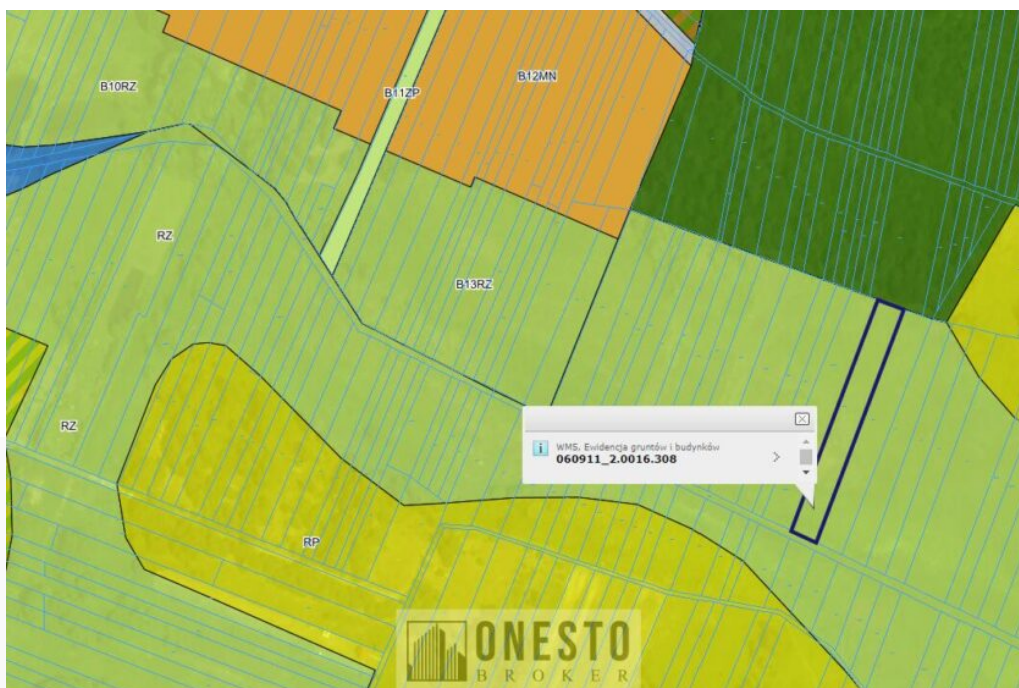 B10RZ
B11ZP
B12MN
RZ
B13RZ
WMS. Ewidencja gruntów i budynków
060911_2.0016.308
RZ
RP
ONESTO
BROKER